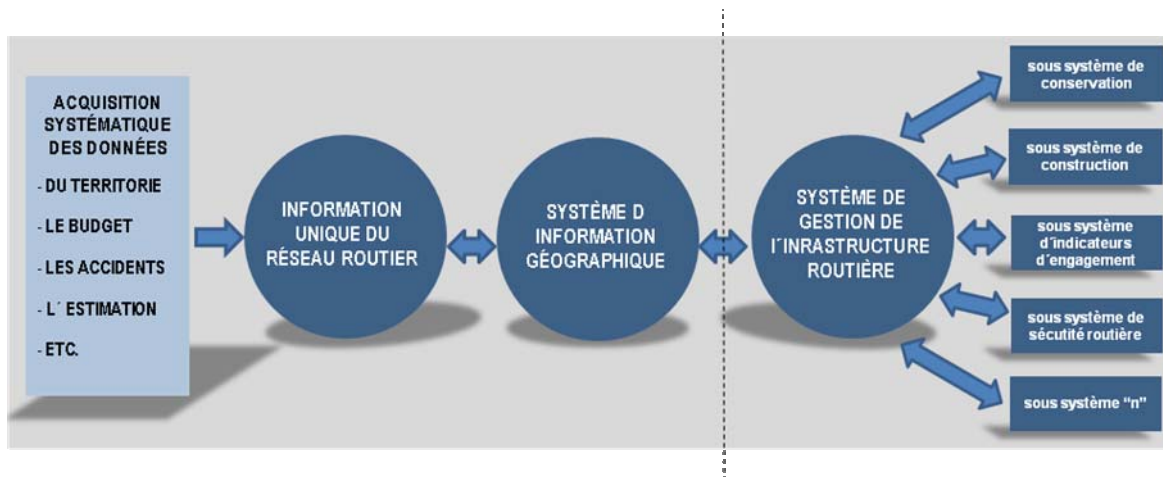 ACQUISITION
SYSTÉMATIQUE
DES DONNÉES
- DU TERRITORIE
- LE BUDGET
- LES ACCIDENTS
- L´ ESTIMATION
- ETC.
INFORMATION
UNIQUE DU
RÉSEAU ROUTIER
SYSTÈME D
INFORMATION
GÉOGRAPHIQUE
SYSTÈME DE
GESTION DE
l´INRASTRUCTURE
ROUTIÈRE
sous système de
conservation
sous système de
construction
sous système
d´indicateurs
d´engagement
sous système de
sécutité routière
sous système “n”